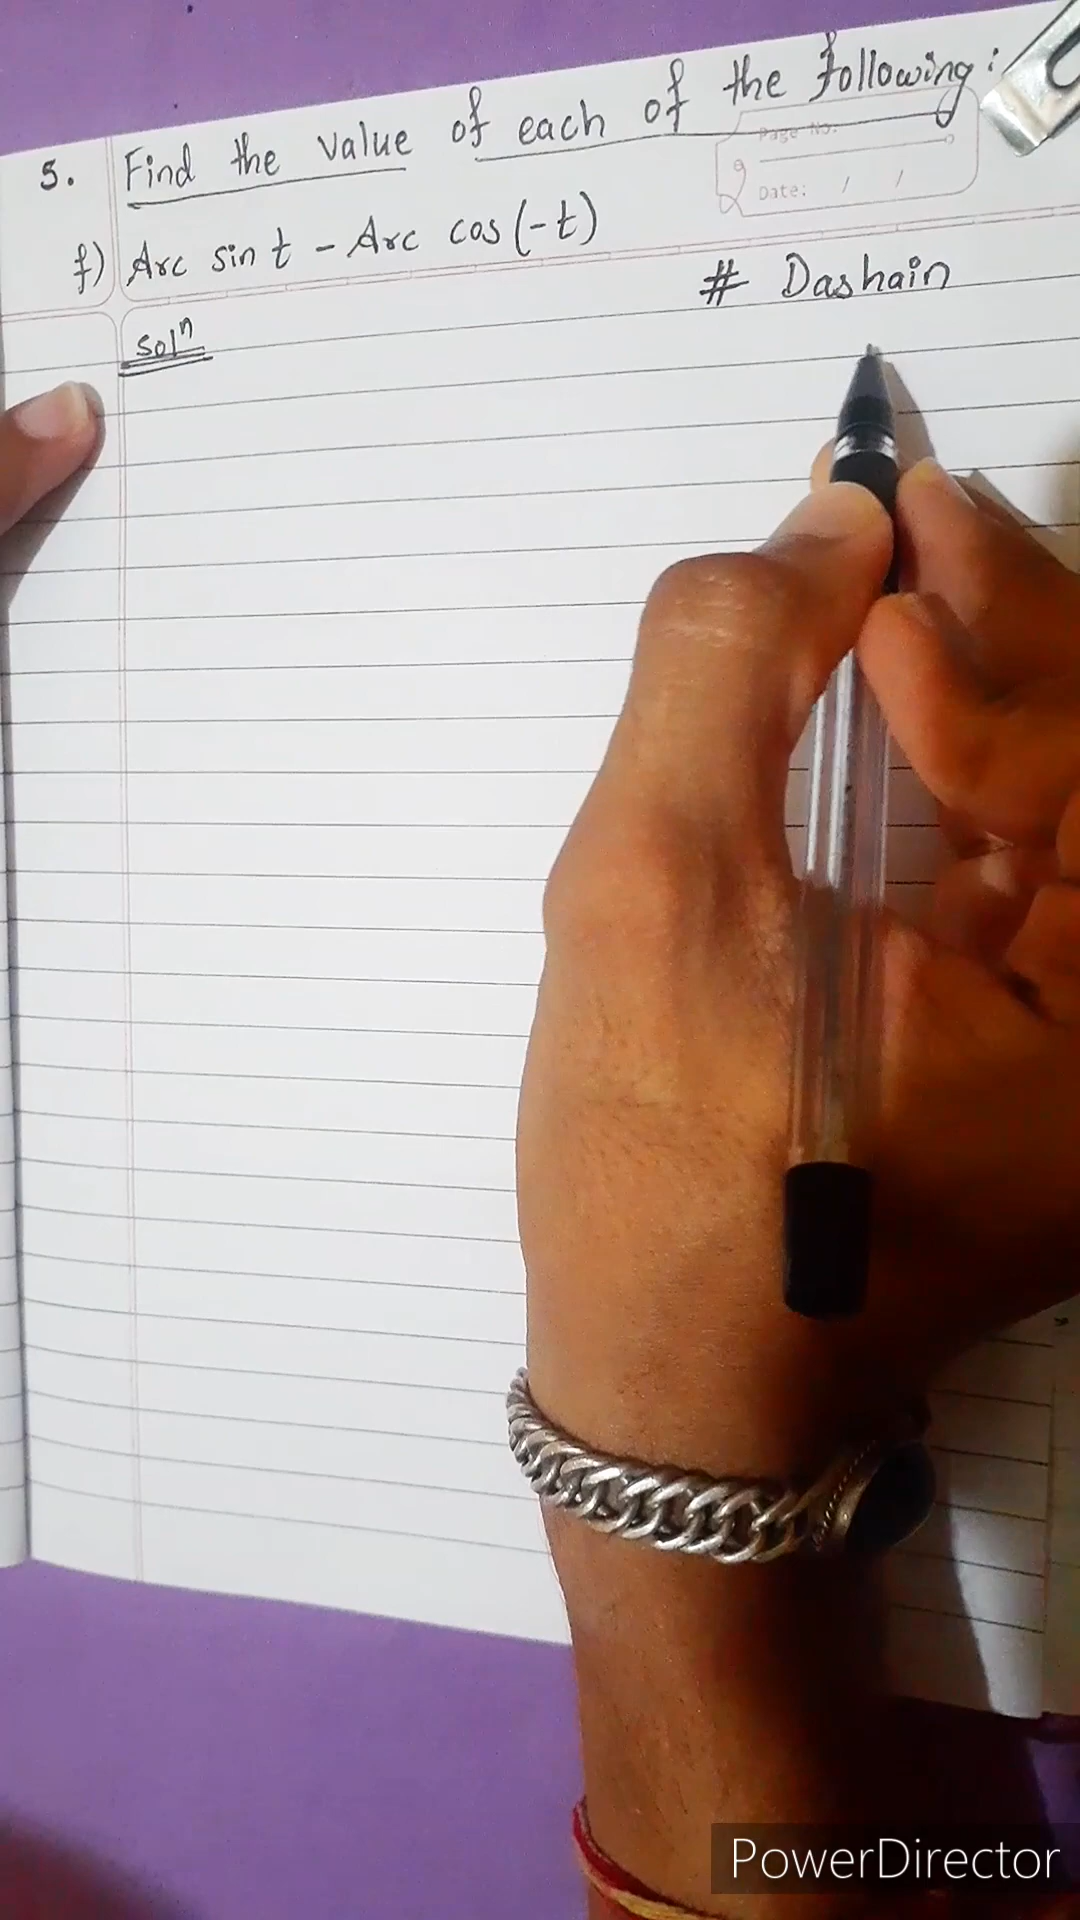 5. Find the value of each of the following:
Page No.
Date: / /
f) Arc sin t - Arc cos (-t)
# Dashain
Solⁿ
PowerDirector